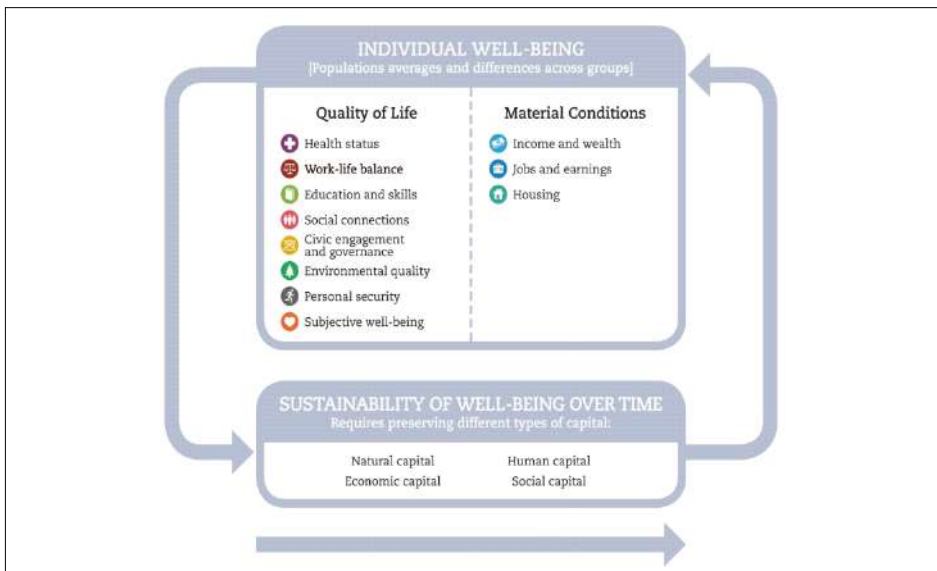 INDIVIDUAL WELL-BEING
[Populations averages and differences across groups]
Quality of Life
Health status
Work-life balance
Education and skills
Social connections
Civic engagement
and governance
Environmental quality
Personal security
Subjective well-being
Material Conditions
Income and wealth
Jobs and earnings
Housing
SUSTAINABILITY OF WELL-BEING OVER TIME
Requires preserving different types of capital:
Natural capital
Human capital
Economic capital
Social capital